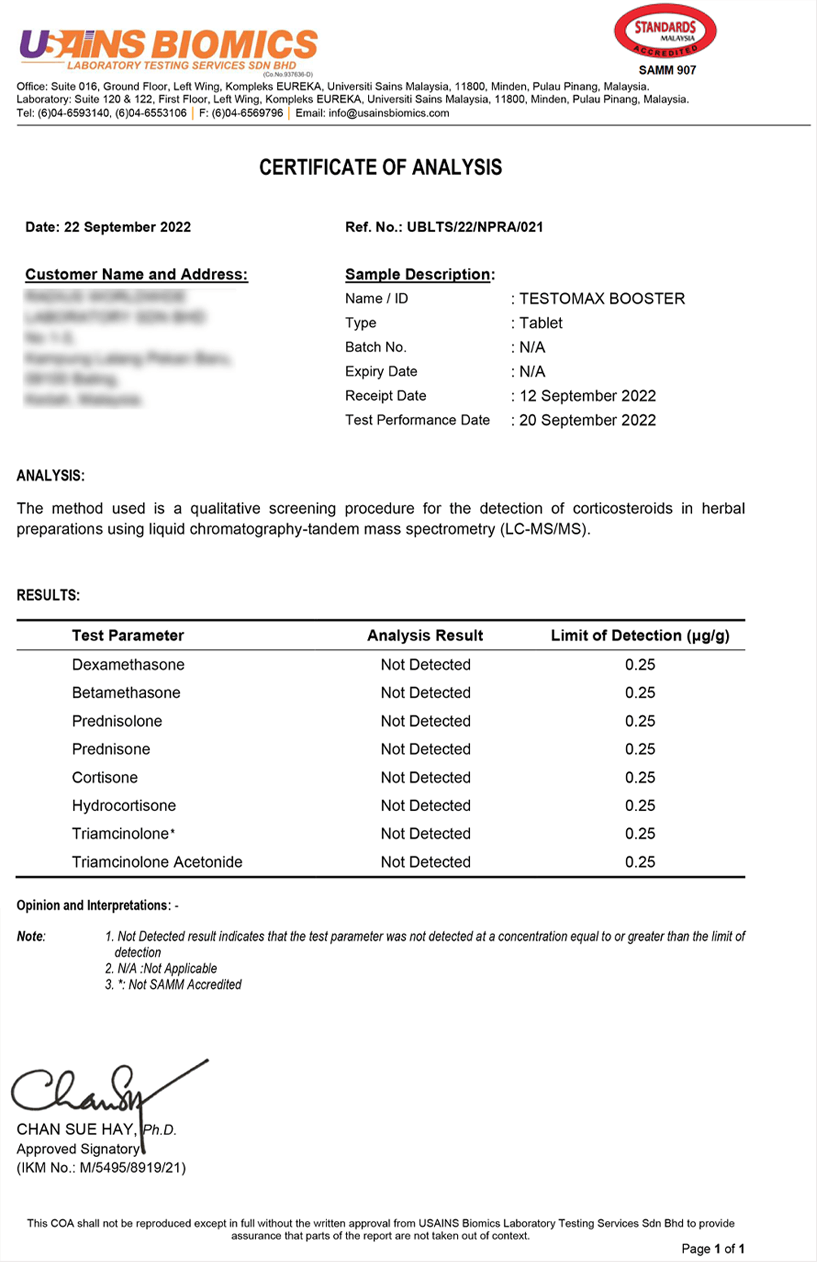 USAINS BIOMICS
LABORATORY TESTING SERVICES SDN BHD
(Co.No.937636-D)
STANDARDS
MALAYSIA
ACCREDITED
SAMM 907
Office: Suite 016, Ground Floor, Left Wing, Kompleks EUREKA, Universiti Sains Malaysia, 11800, Minden, Pulau Pinang, Malaysia.
Laboratory: Suite 120 & 122, First Floor, Left Wing, Kompleks EUREKA, Universiti Sains Malaysia, 11800, Minden, Pulau Pinang, Malaysia.
Tel: (6)04-6593140, (6)04-6553106 | F: (6)04-6569796 | Email: info@usainsbiomics.com
CERTIFICATE OF ANALYSIS
Date: 22 September 2022 Ref. No.: UBLTS/22/NPRA/021
Customer Name and Address: Sample Description:
Name / ID : TESTOMAX BOOSTER
Type : Tablet
Batch No. : N/A
Expiry Date : N/A
Receipt Date : 12 September 2022
Test Performance Date : 20 September 2022
ANALYSIS:
The method used is a qualitative screening procedure for the detection of corticosteroids in herbal
preparations using liquid chromatography-tandem mass spectrometry (LC-MS/MS).
RESULTS:
Test Parameter Analysis Result Limit of Detection (µg/g)
Dexamethasone Not Detected 0.25
Betamethasone Not Detected 0.25
Prednisolone Not Detected 0.25
Prednisone Not Detected 0.25
Cortisone Not Detected 0.25
Hydrocortisone Not Detected 0.25
Triamcinolone* Not Detected 0.25
Triamcinolone Acetonide Not Detected 0.25
Opinion and Interpretations: -
Note: 1. Not Detected result indicates that the test parameter was not detected at a concentration equal to or greater than the limit of
detection
2. N/A :Not Applicable
3. *: Not SAMM Accredited
CHAN SUE HAY, Ph.D.
Approved Signatory
(IKM No.: M/5495/8919/21)
This COA shall not be reproduced except in full without the written approval from USAINS Biomics Laboratory Testing Services Sdn Bhd to provide
assurance that parts of the report are not taken out of context.
Page 1 of 1